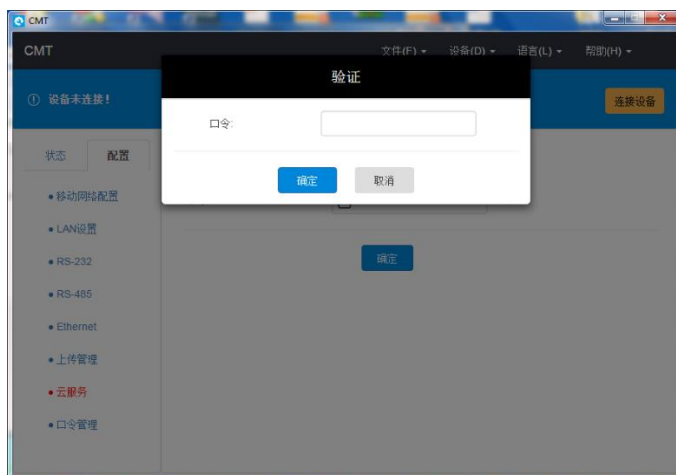 CMT
CMT
文件(F)
设备(D)
语言(L)
帮助(H)
验证
设备未连接!
连接设备
口令:
状态
配置
确定
取消
移动网络配置
LAN设置
RS-232
确定
RS-485
Ethernet
上传管理
云服务
口令管理